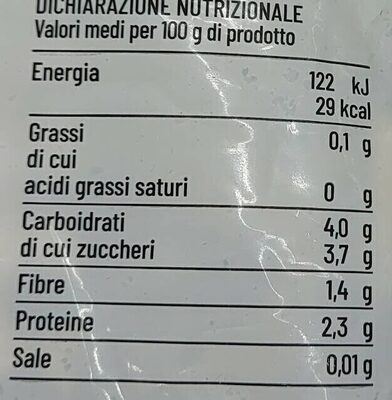 DICHIARAZIONE NUTRIZIONALE
Valori medi per 100 g di prodotto
Energia 122 kJ
29 kcal
Grassi 0,1 g
di cui
acidi grassi saturi 0 g
Carboidrati 4,0 g
di cui zuccheri 3,7 g
Fibre 1,4 g
Proteine 2,3 g
Sale 0,01 g